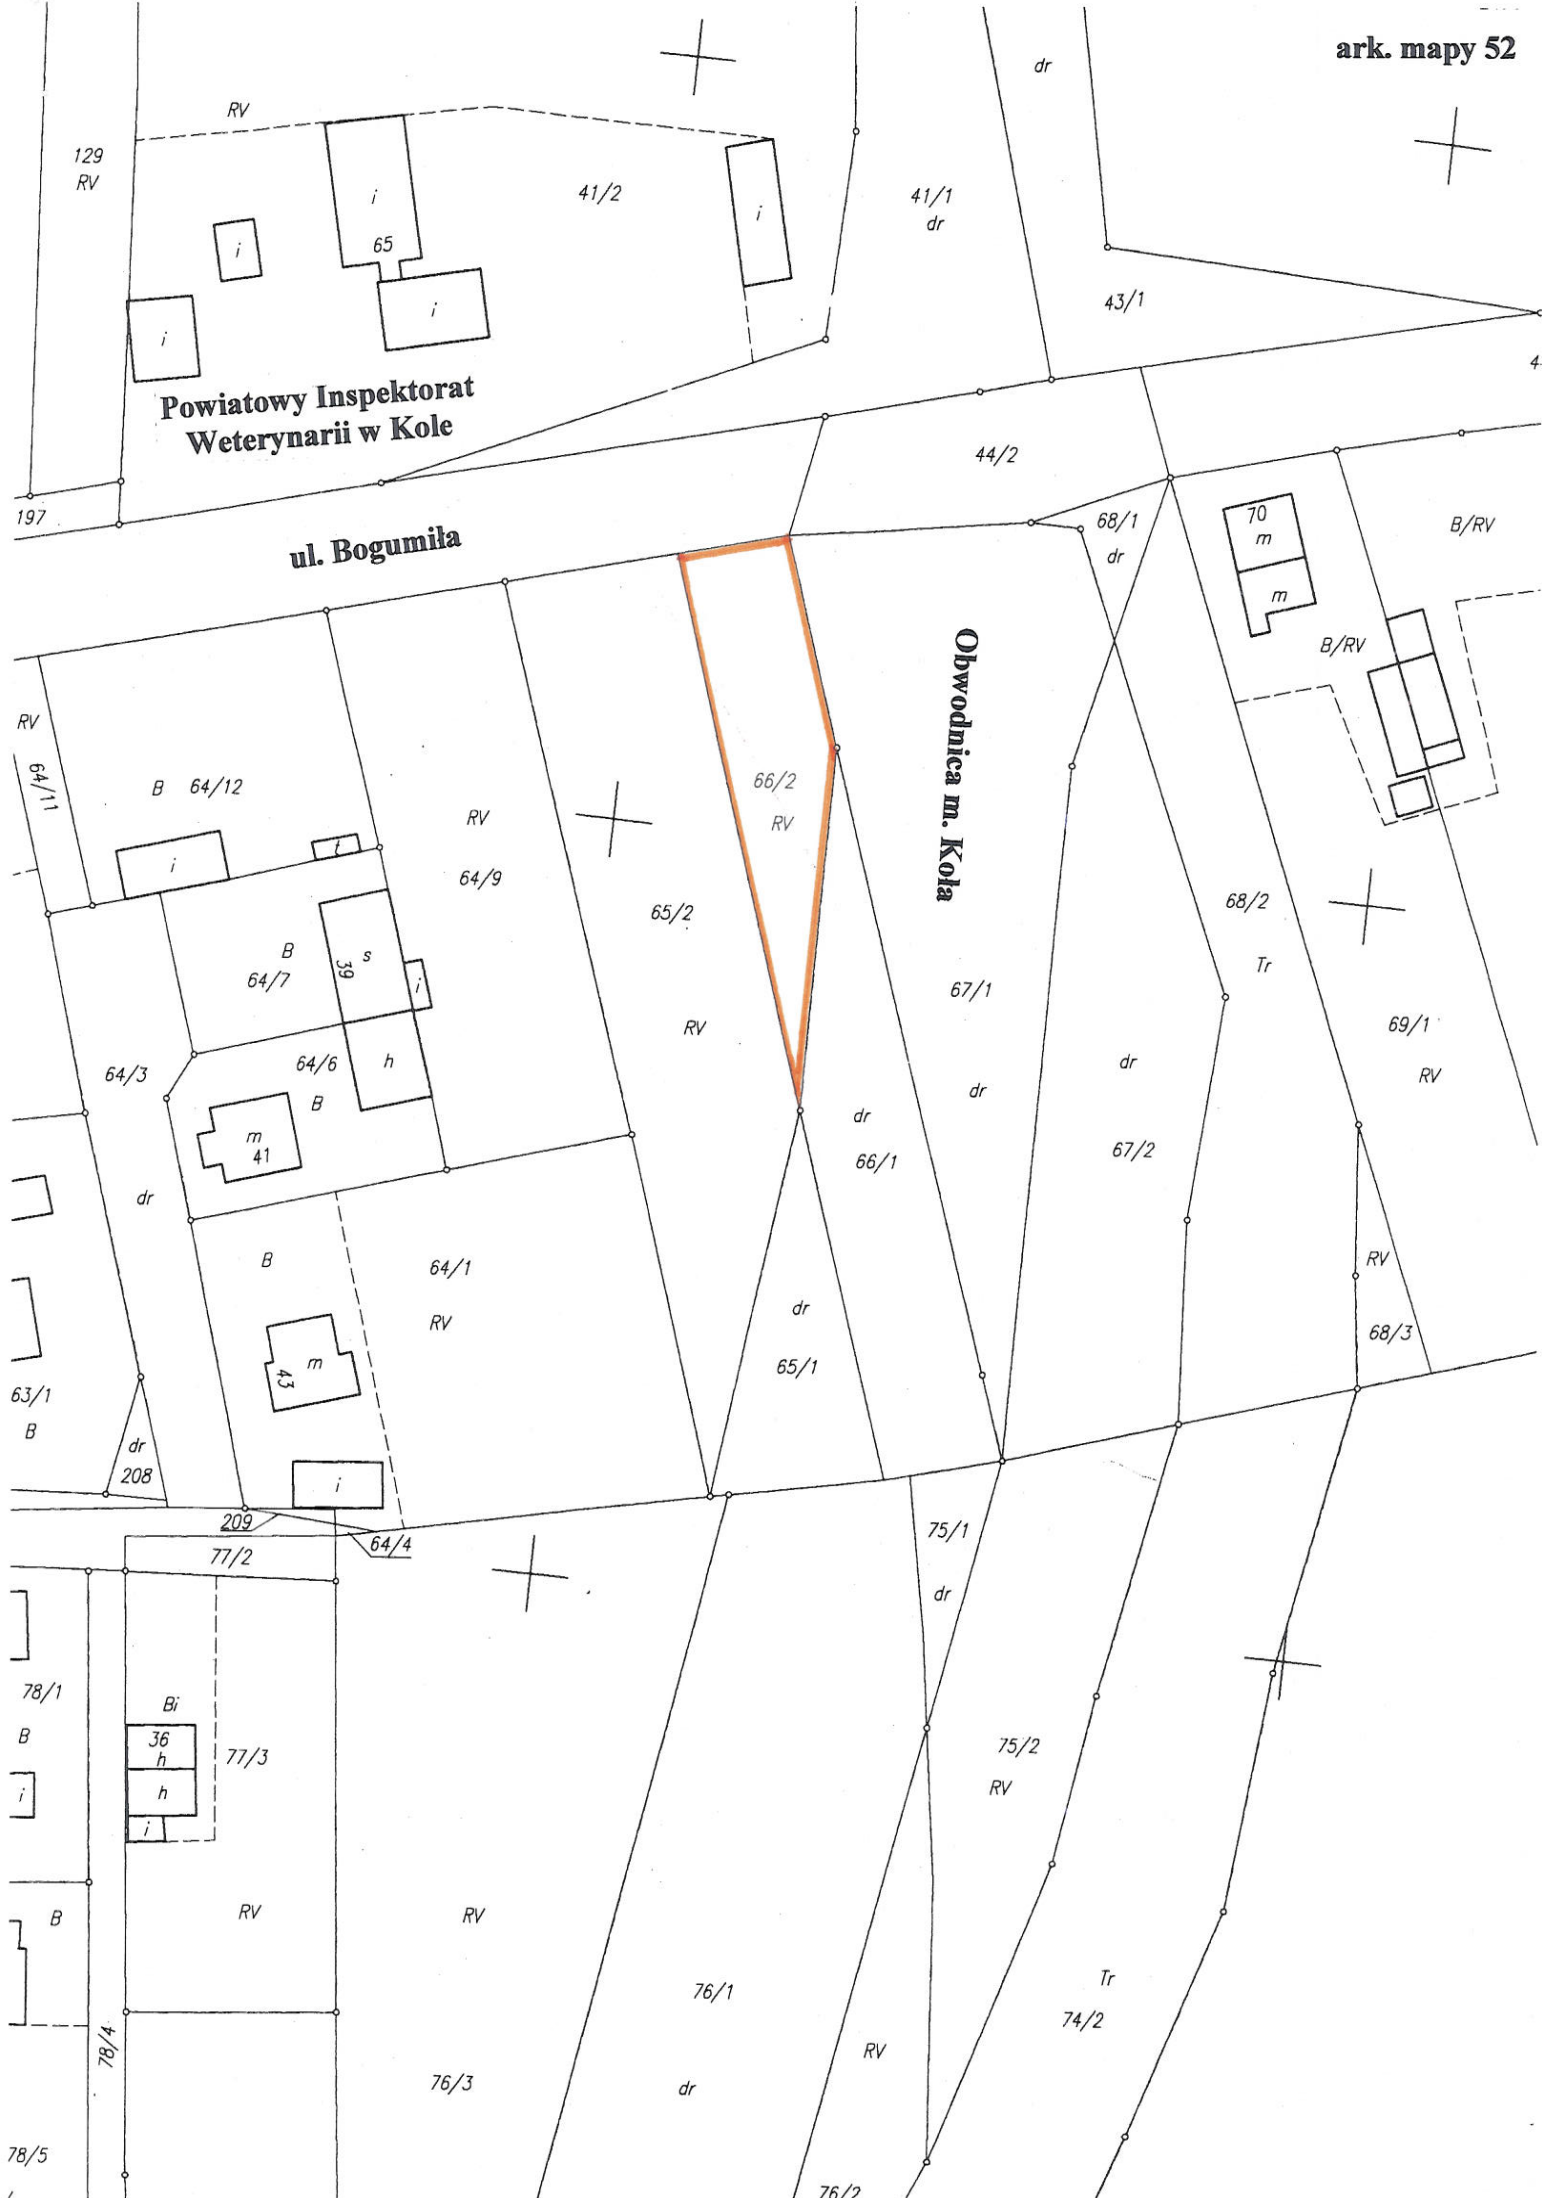 ark. mapy 52
dr
RV
129
RV
i
41/2
41/1
dr
i
65
i
i
43/1
i
i
Powiatowy Inspektorat
Weterynarii w Kole
44/2
197
ul. Bogumiła
68/1
dr
70
m
B/RV
m
B/RV
Obwodnica m. Koła
RV
64/11
B 64/12
66/2
RV
RV
i
t
64/9
65/2
68/2
B
64/7
39
s
i
Tr
67/1
RV
69/1
64/3
64/6
B
h
dr
dr
RV
dr
66/1
67/2
m
41
dr
B
64/1
RV
RV
dr
65/1
68/3
43
m
63/1
B
dr
208
i
209
64/4
77/2
75/1
dr
78/1
B
Bi
36
h
77/3
h
i
i
75/2
RV
B
RV
RV
76/1
Tr
74/2
RV
78/4
76/3
dr
78/5
76/2